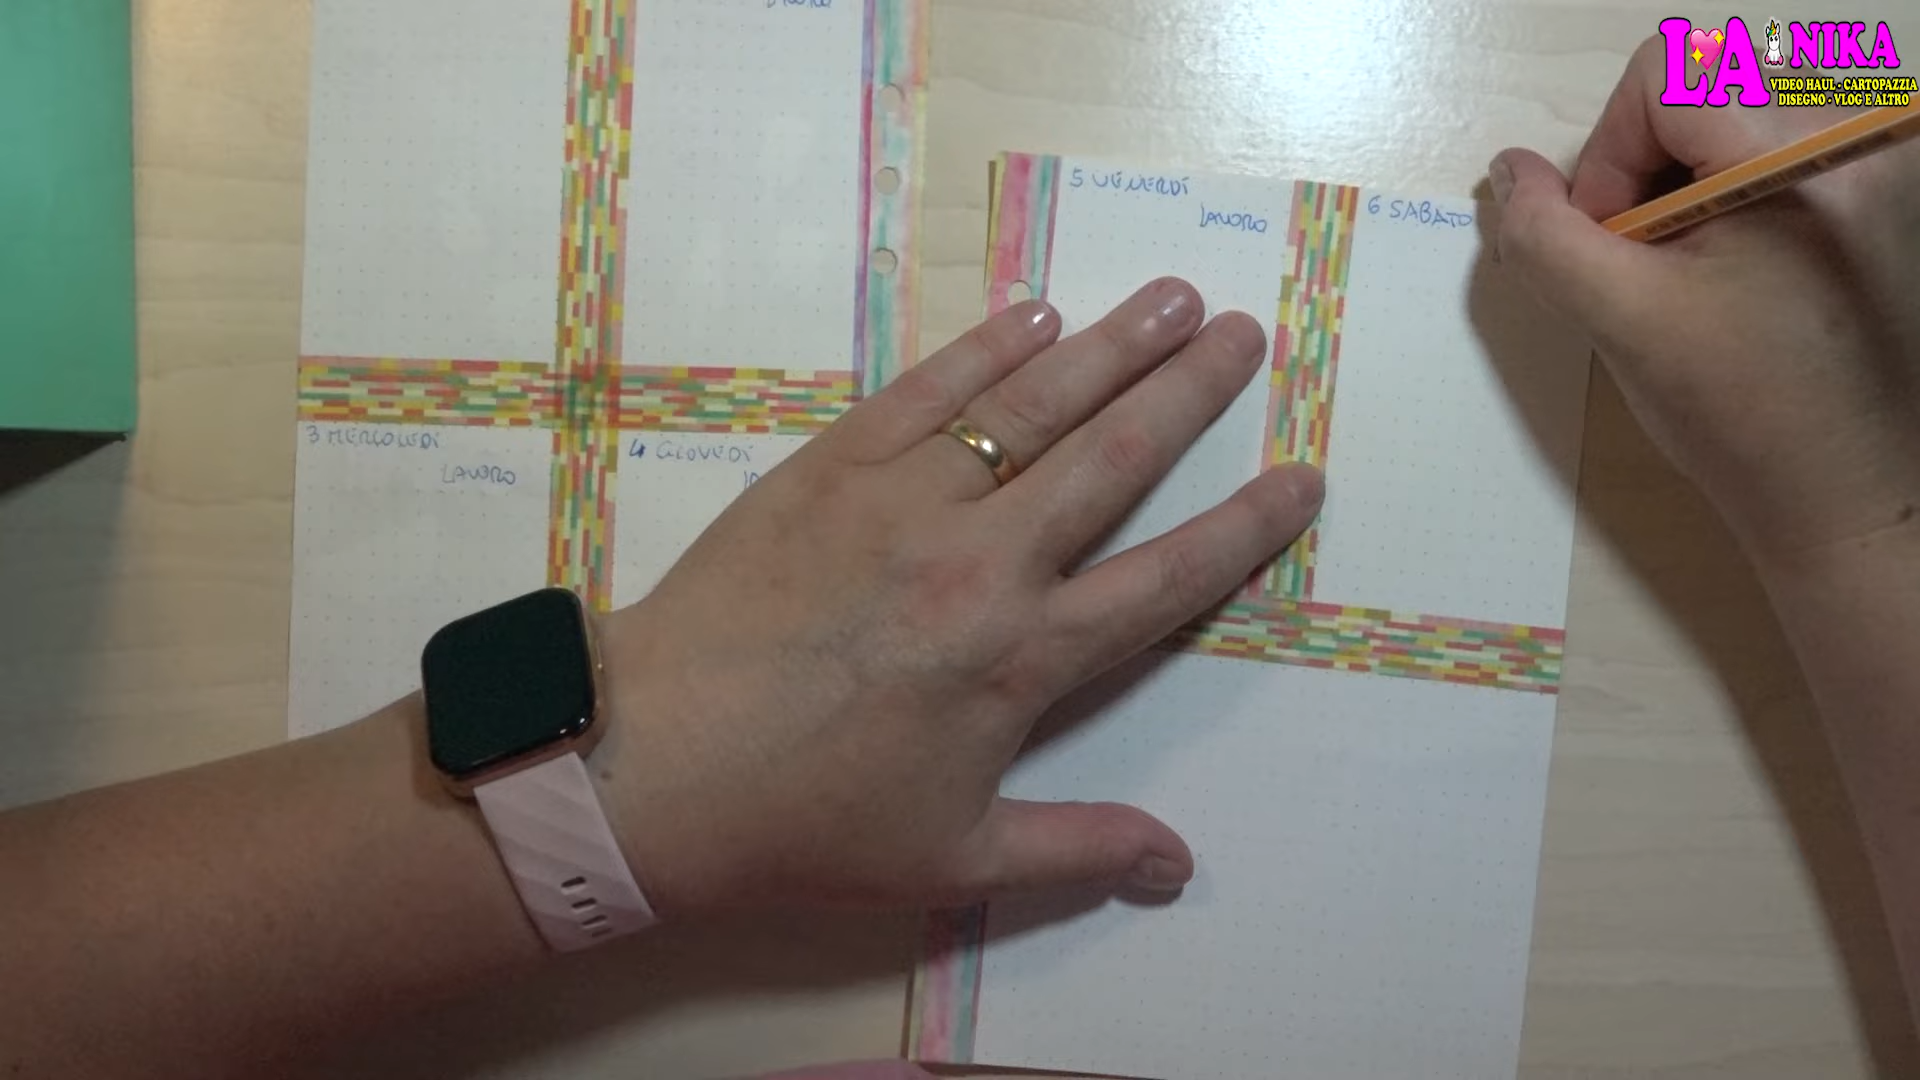 LA NIKA
VIDEO HAUL - CARTOPAZZIA
DISEGNO - VLOG E ALTRO
3 MERCOLEDÌ
LAVORO
4 GIOVEDÌ
5 VENERDÌ
LAVORO
6 SABATO